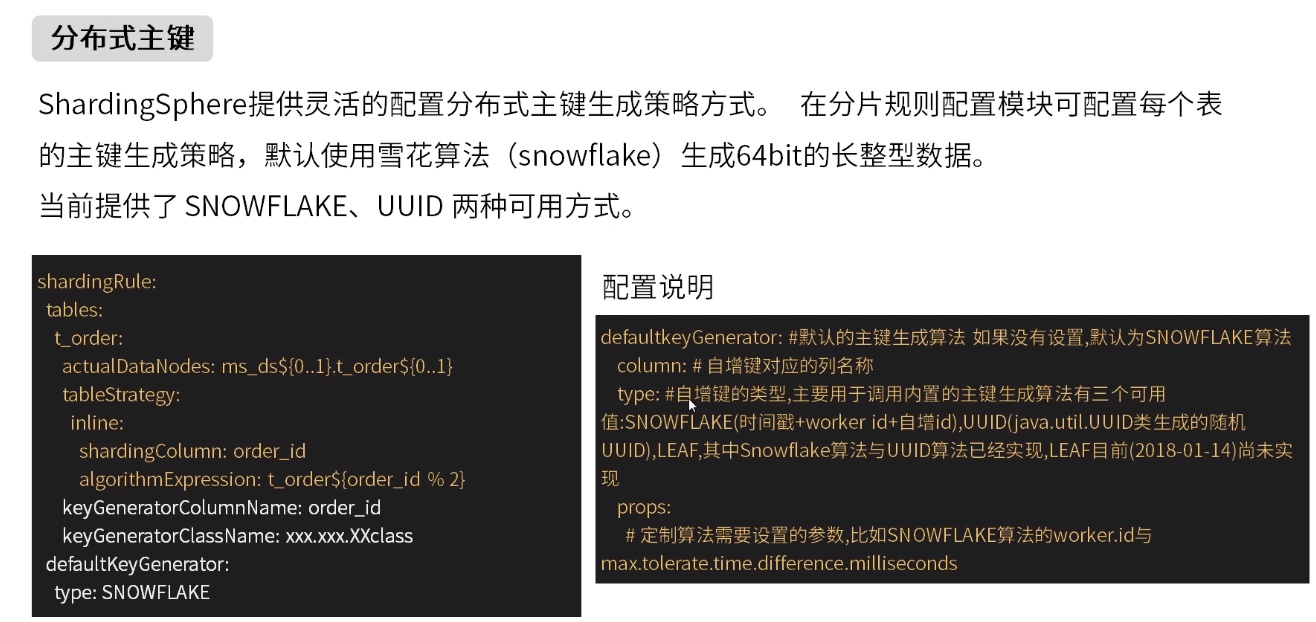 分布式主键
ShardingSphere提供灵活的配置分布式主键生成策略方式。 在分片规则配置模块可配置每个表
的主键生成策略，默认使用雪花算法（snowflake）生成64bit的长整型数据。
当前提供了 SNOWFLAKE、UUID 两种可用方式。
shardingRule:
tables:
t_order:
actualDataNodes: ms_ds${0..1}.t_order${0..1}
tableStrategy:
inline:
shardingColumn: order_id
algorithmExpression: t_order${order_id % 2}
keyGeneratorColumnName: order_id
keyGeneratorClassName: xxx.xxx.XXclass
defaultKeyGenerator:
type: SNOWFLAKE
配置说明
defaultkeyGenerator: #默认的主键生成算法 如果没有设置,默认为SNOWFLAKE算法
column: # 自增键对应的列名称
type: #自增键的类型,主要用于调用内置的主键生成算法有三个可用
值:SNOWFLAKE(时间戳+worker id+自增id),UUID(java.util.UUID类生成的随机
UUID),LEAF,其中Snowflake算法与UUID算法已经实现,LEAF目前(2018-01-14)尚未实
现
props:
# 定制算法需要设置的参数,比如SNOWFLAKE算法的worker.id与
max.tolerate.time.difference.milliseconds